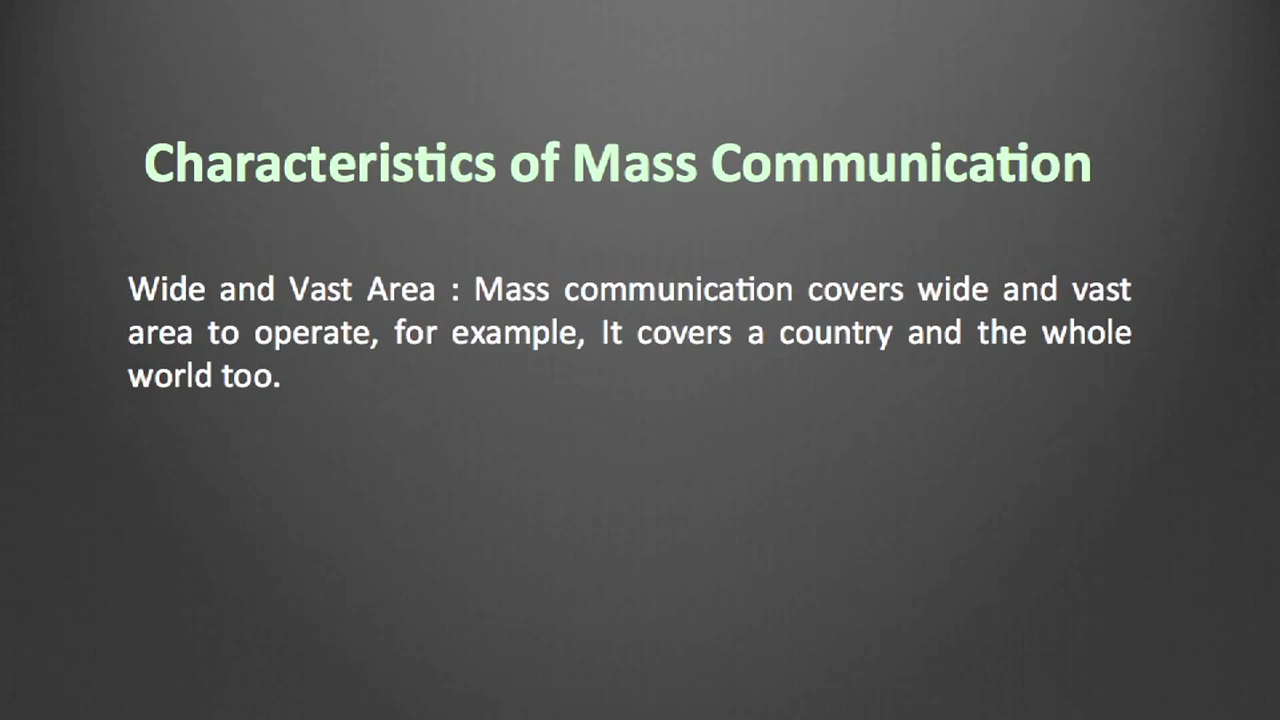 Characteristics of Mass Communication
Wide and Vast Area : Mass communication covers wide and vast
area to operate, for example, It covers a country and the whole
world too.